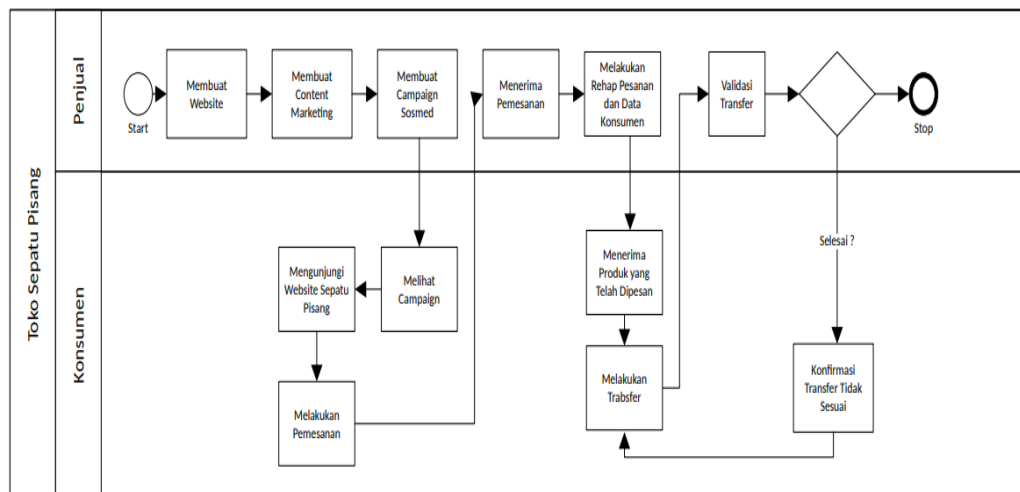 Toko Sepatu Pisang
Penjual
Start
Membuat
Website
Membuat
Content
Marketing
Membuat
Campaign
Sosmed
Menerima
Pemesanan
Melakukan
Rehap Pesanan
dan Data
Konsumen
Validasi
Transfer
Stop
Konsumen
Mengunjungi
Website Sepatu
Pisang
Melihat
Campaign
Melakukan
Pemesanan
Menerima
Produk yang
Telah Dipesan
Melakukan
Trabsfer
Selesai ?
Konfirmasi
Transfer Tidak
Sesuai